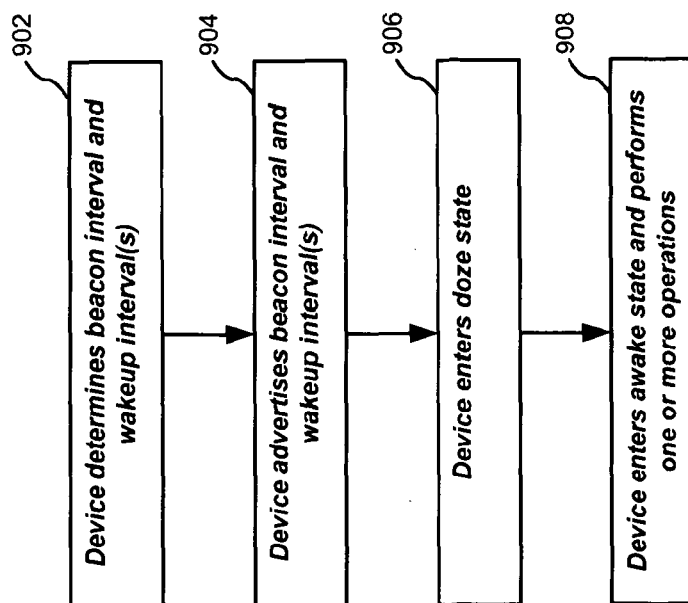 902
Device determines beacon interval and
wakeup interval(s)
904
Device advertises beacon interval and
wakeup interval(s)
906
Device enters doze state
908
Device enters awake state and performs
one or more operations